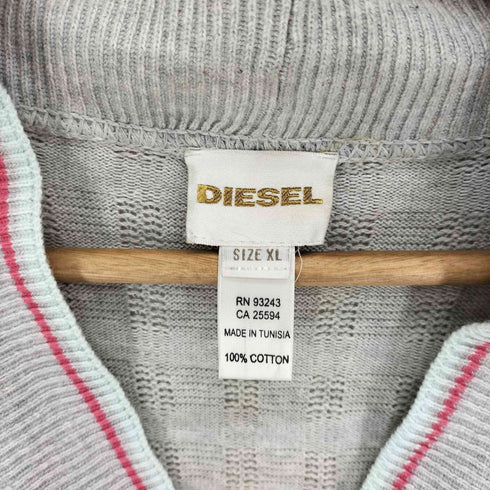 DIESEL
SIZE XL
RN 93243
CA 25594
MADE IN TUNISIA
100% COTTON